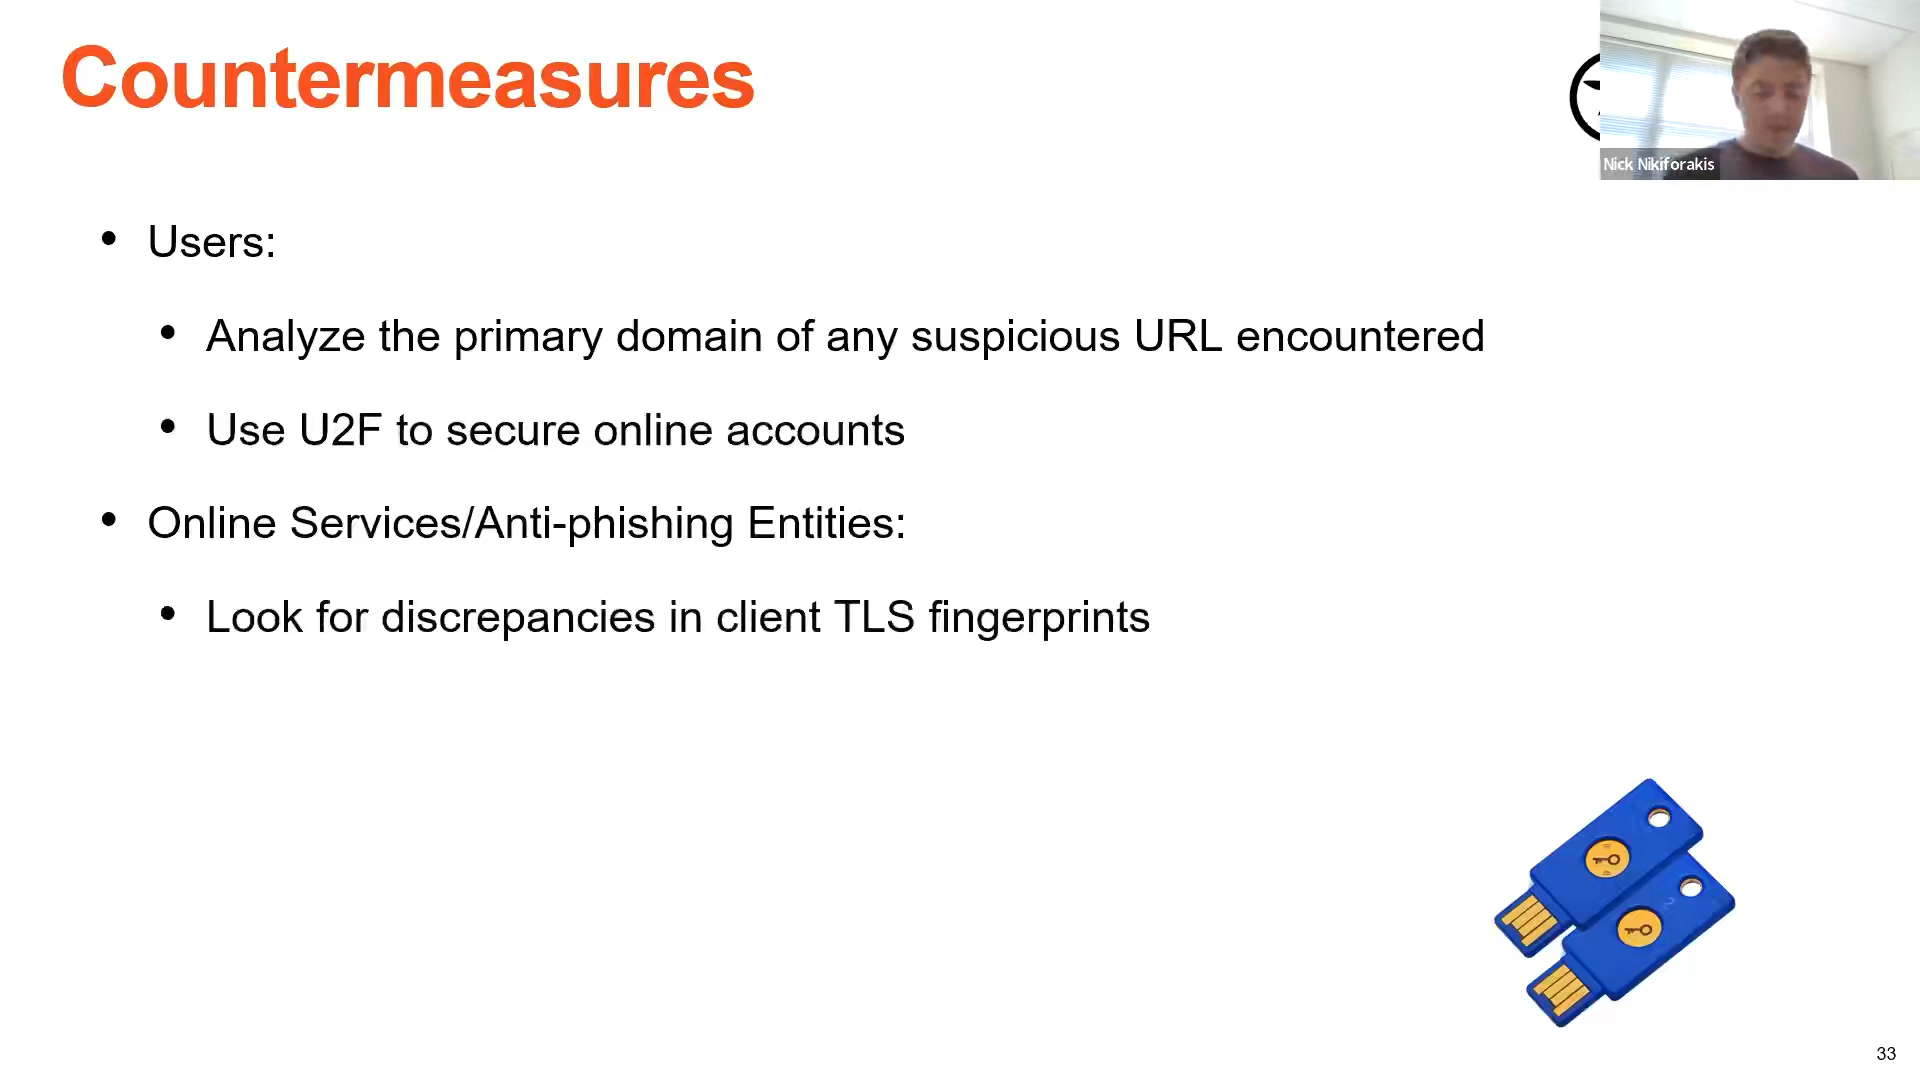 Countermeasures
Nick Nikiforakis
• Users:
• Analyze the primary domain of any suspicious URL encountered
• Use U2F to secure online accounts
• Online Services/Anti-phishing Entities:
• Look for discrepancies in client TLS fingerprints
2
33